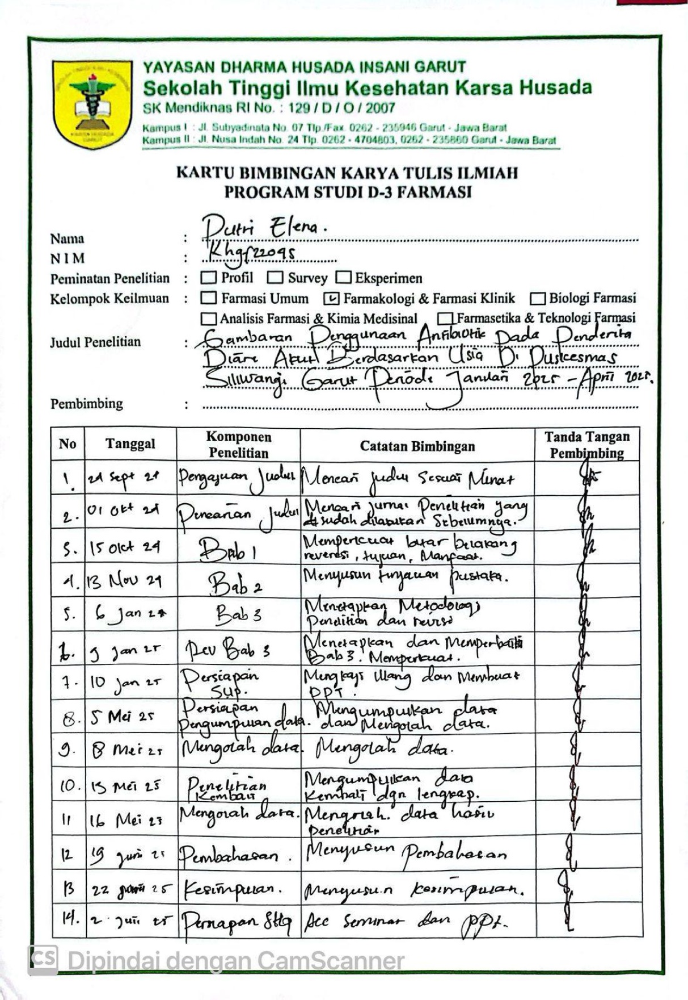 YAYASAN DHARMA HUSADA INSANI GARUT
Sekolah Tinggi Ilmu Kesehatan Karsa Husada
SK Mendiknas RI No. : 129 / D / O / 2007
Kampus I : Jl. Subyadinata No. 07 Tlp./Fax. 0262 - 235946 Garut - Jawa Barat
Kampus II : Jl. Nusa Indah No. 24 Tlp. 0262 - 4704803, 0262 - 235860 Garut - Jawa Barat
KARTU BIMBINGAN KARYA TULIS ILMIAH
PROGRAM STUDI D-3 FARMASI
Nama : Putri Elena.
NIM : Khgf22095
Peminatan Penelitian : Profil Survey Eksperimen
Kelompok Keilmuan : Farmasi Umum Farmakologi & Farmasi Klinik Biologi Farmasi
Analisis Farmasi & Kimia Medisinal Farmasetika & Teknologi Farmasi
Judul Penelitian : Gambaran Penggunaan Antibiotik Pada Penderita
Diare Akut Berdasarkan Usia Di Puskesmas
Siliwangi Garut Periode Januari 2025 - April 2025.
Pembimbing :
No Tanggal Komponen Penelitian Catatan Bimbingan Tanda Tangan Pembimbing
1. 24 Sept 24 Pengajuan Judul Mencari judul Sesuai Minat
2. 01 Okt 24 Pencarian Judul Mencari jurnal Penelitian yang
sudah dilakukan Sebelumnya.
3. 15 Okt 24 Bab 1 Memperkuat latar belakang
reverensi, tujuan, Manfaat.
4. 13 Nov 24 Bab 2 Menyusun tinjauan pustaka.
5. 6 Jan Bab 3 Menetapkan Metodologi
Penelitian dan revisi
6. 9 Jan 25 Rev Bab 3 Menetapkan dan Memperbaiki
Bab 3. Memperkuat.
7. 10 Jan 25 Persiapan SUP. Mengkaji Ulang dan Membuat
PPT.
8. 5 Mei 25 Persiapan Pengumpulan data. Mengumpulkan data
dan Mengolah data.
9. 8 Mei 25 Mengolah data. Mengolah data.
10. 13 Mei 25 Penelitian Kembali Mengumpulkan data
Kembali dgn lengkap.
11 16 Mei 25 Mengolah data. Mengolah. data hasil
penelitian
12 19 Juni 25 Pembahasan. Menyusun Pembahasan
13 22 Juni 25 Kesimpulan. Menyusun kesimpulan.
14. 2 Juli 25 Persiapan Acc Seminar dan PPt.
CS Dipindai dengan CamScanner